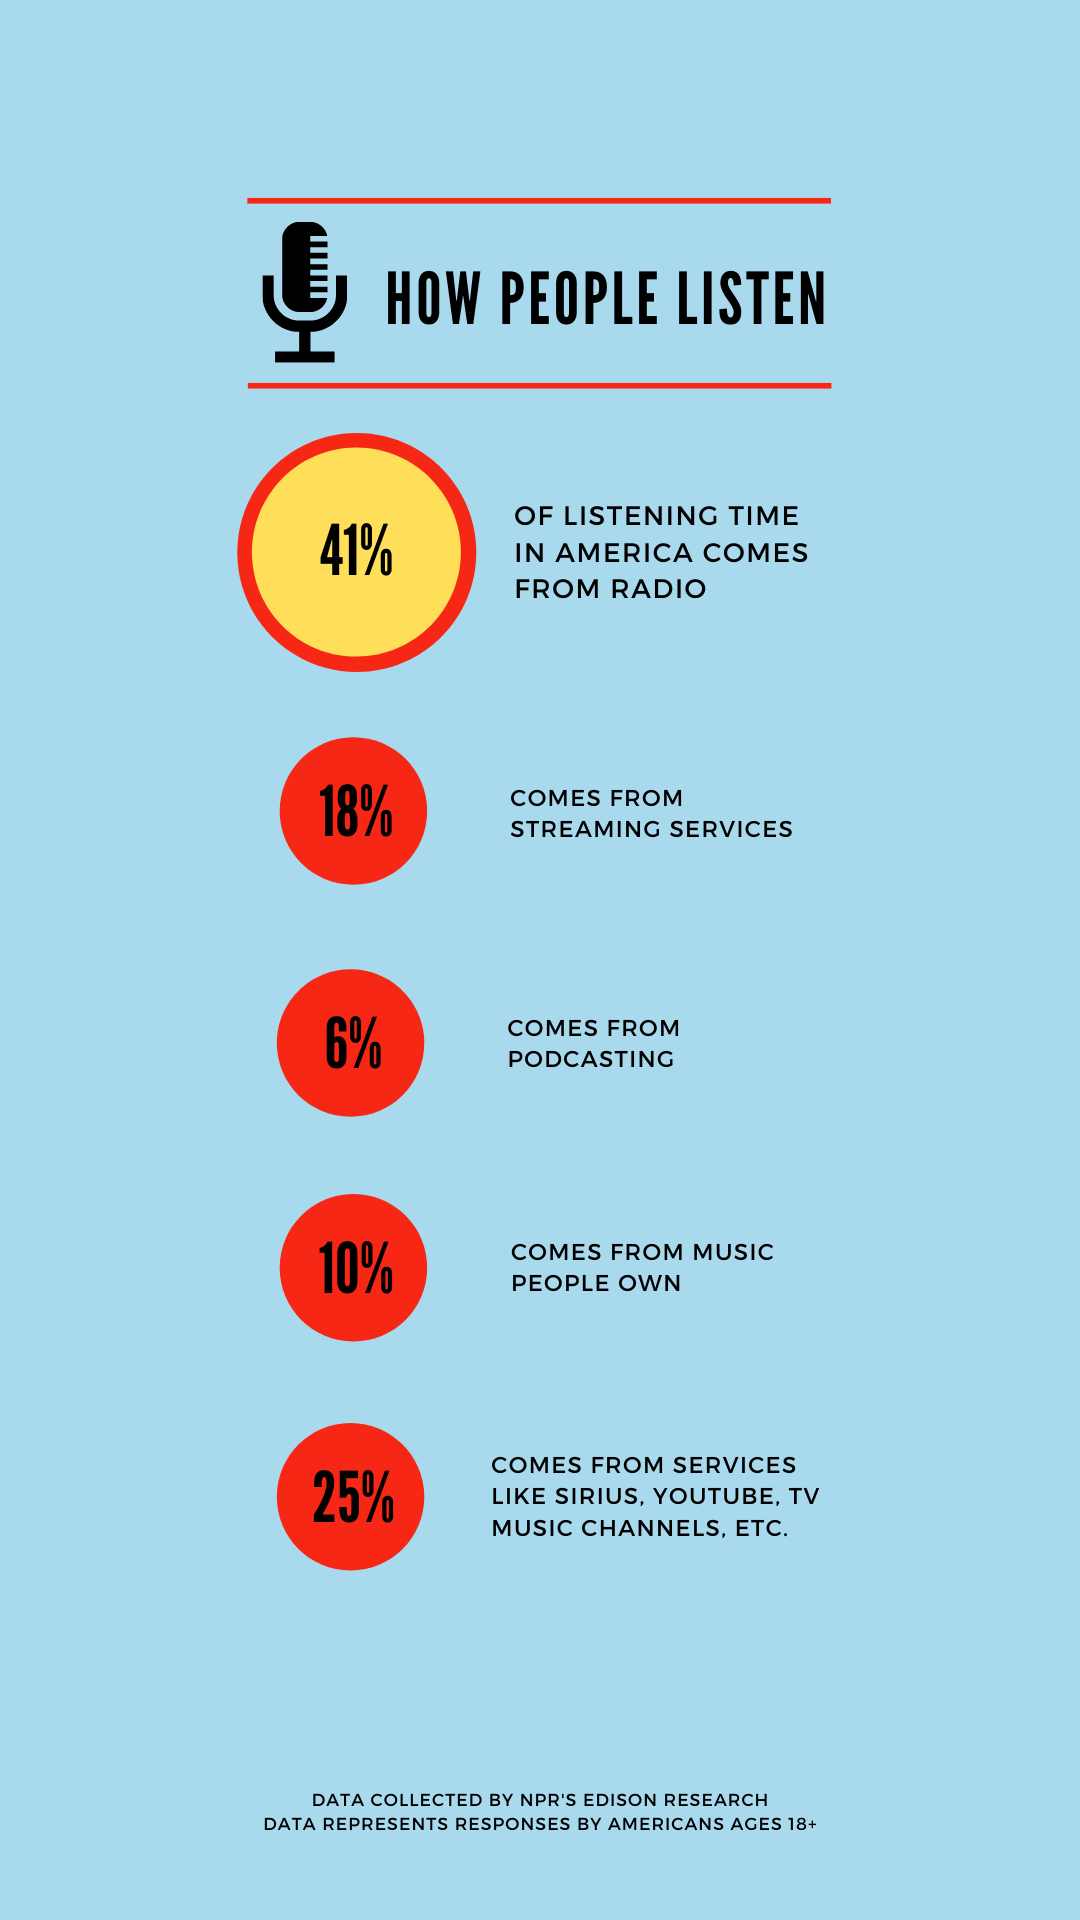 HOW PEOPLE LISTEN
41%
OF LISTENING TIME
IN AMERICA COMES
FROM RADIO
18%
COMES FROM
STREAMING SERVICES
6%
COMES FROM
PODCASTING
10%
COMES FROM MUSIC
PEOPLE OWN
25%
COMES FROM SERVICES
LIKE SIRIUS, YOUTUBE, TV
MUSIC CHANNELS, ETC.
DATA COLLECTED BY NPR'S EDISON RESEARCH
DATA REPRESENTS RESPONSES BY AMERICANS AGES 18+